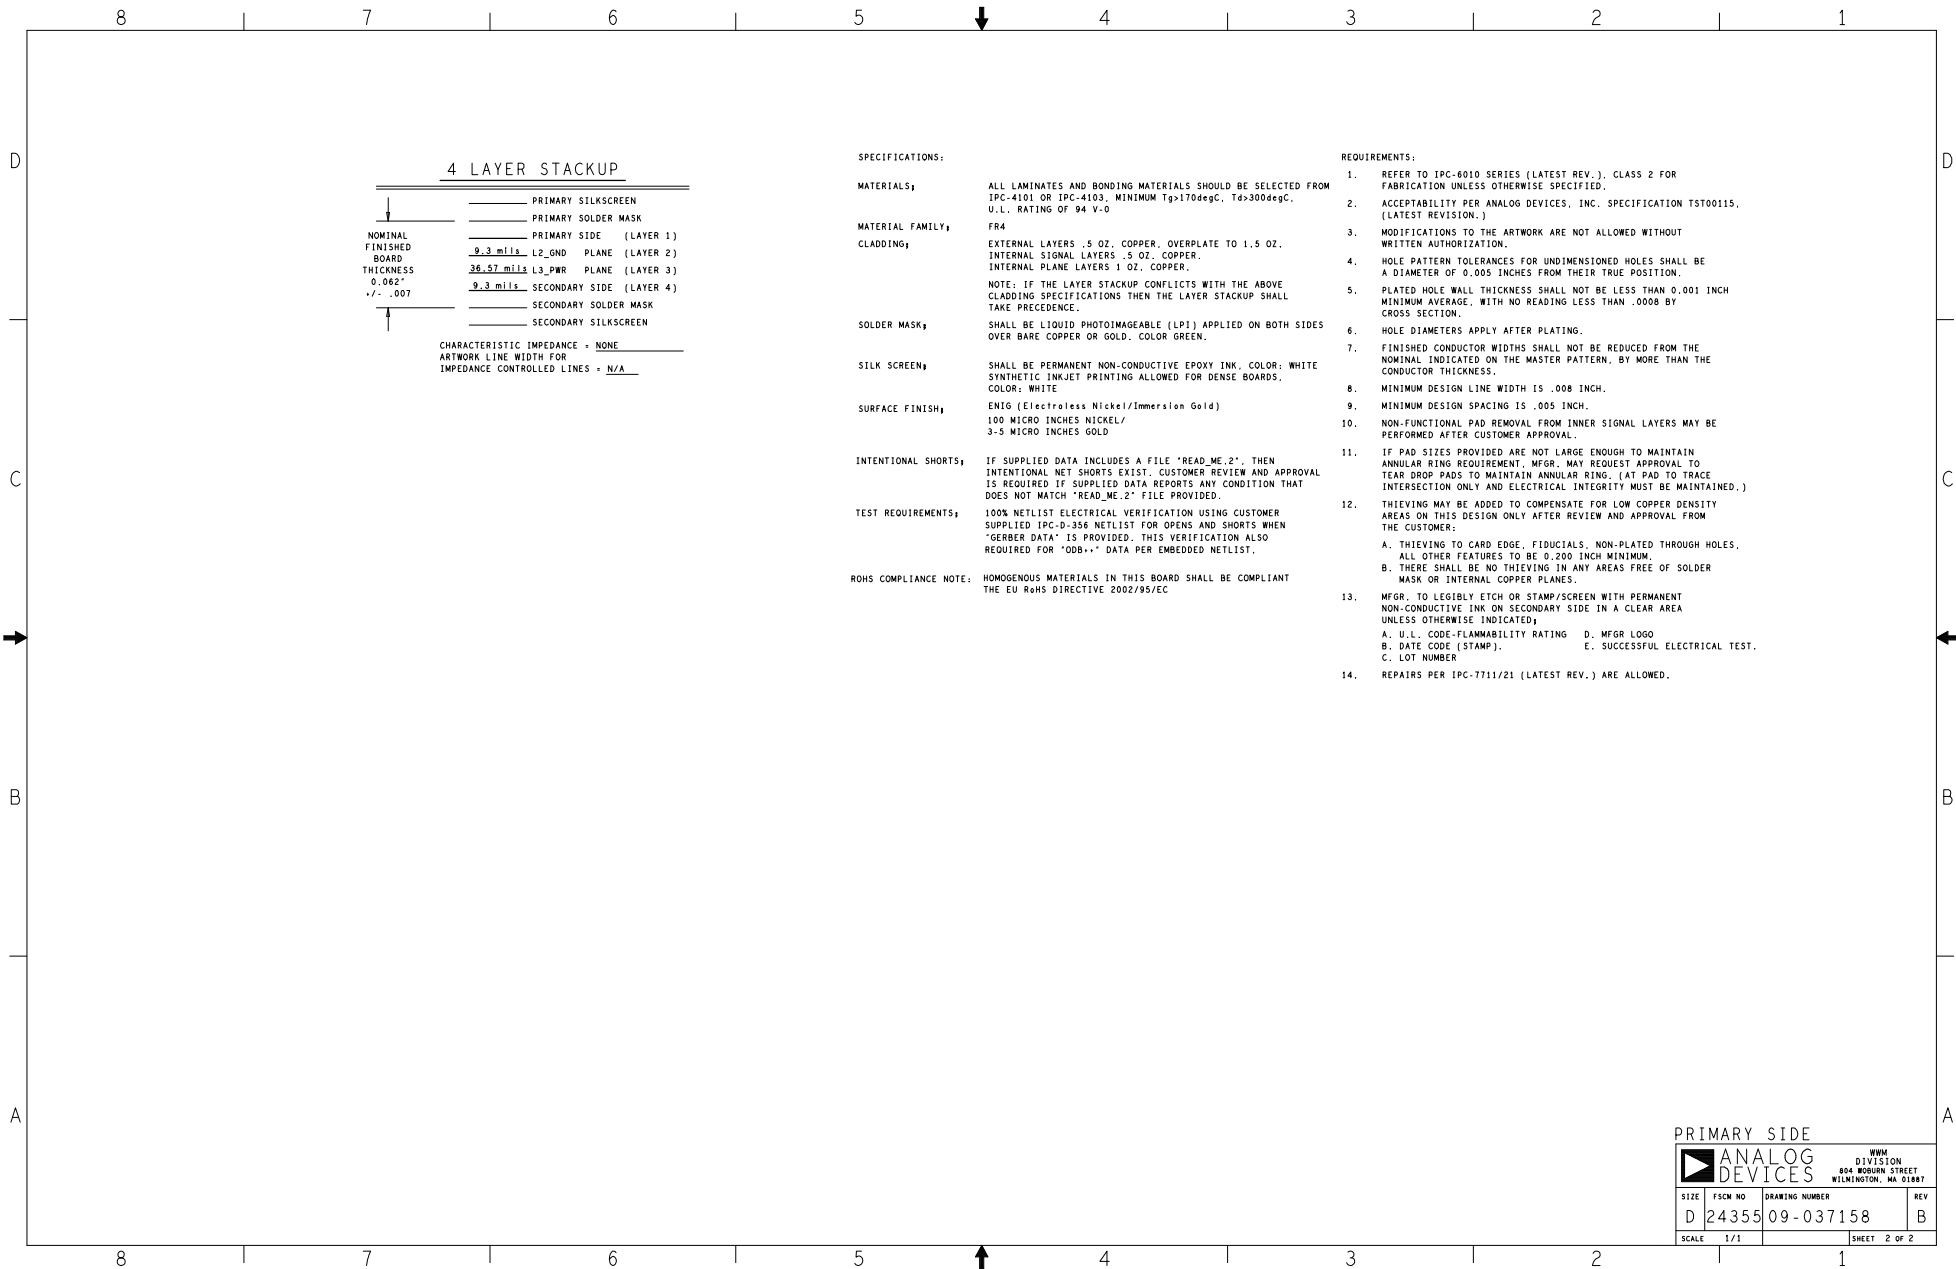 8 7 6 5 4 3 2 1
D
D
4 LAYER STACKUP
PRIMARY SILKSCREEN
PRIMARY SOLDER MASK
PRIMARY SIDE (LAYER 1)
9.3 mils L2_GND PLANE (LAYER 2)
36.57 mils L3_PWR PLANE (LAYER 3)
9.3 mils SECONDARY SIDE (LAYER 4)
SECONDARY SOLDER MASK
SECONDARY SILKSCREEN
NOMINAL
FINISHED
BOARD
THICKNESS
0.062"
+/- .007
CHARACTERISTIC IMPEDANCE = NONE
ARTWORK LINE WIDTH FOR
IMPEDANCE CONTROLLED LINES = N/A
SPECIFICATIONS:
MATERIALS: ALL LAMINATES AND BONDING MATERIALS SHOULD BE SELECTED FROM
IPC-4101 OR IPC-4103, MINIMUM Tg>170degC, Td>300degC,
U.L. RATING OF 94 V-0
MATERIAL FAMILY: FR4
CLADDING: EXTERNAL LAYERS .5 OZ. COPPER, OVERPLATE TO 1.5 OZ.
INTERNAL SIGNAL LAYERS .5 OZ. COPPER.
INTERNAL PLANE LAYERS 1 OZ. COPPER.
NOTE: IF THE LAYER STACKUP CONFLICTS WITH THE ABOVE
CLADDING SPECIFICATIONS THEN THE LAYER STACKUP SHALL
TAKE PRECEDENCE.
SOLDER MASK: SHALL BE LIQUID PHOTOIMAGEABLE (LPI) APPLIED ON BOTH SIDES
OVER BARE COPPER OR GOLD. COLOR GREEN.
SILK SCREEN: SHALL BE PERMANENT NON-CONDUCTIVE EPOXY INK, COLOR: WHITE
SYNTHETIC INKJET PRINTING ALLOWED FOR DENSE BOARDS.
COLOR: WHITE
SURFACE FINISH: ENIG (Electroless Nickel/Immersion Gold)
100 MICRO INCHES NICKEL/
3-5 MICRO INCHES GOLD
INTENTIONAL SHORTS: IF SUPPLIED DATA INCLUDES A FILE "READ_ME.2", THEN
INTENTIONAL NET SHORTS EXIST. CUSTOMER REVIEW AND APPROVAL
IS REQUIRED IF SUPPLIED DATA REPORTS ANY CONDITION THAT
DOES NOT MATCH "READ_ME.2" FILE PROVIDED.
TEST REQUIREMENTS: 100% NETLIST ELECTRICAL VERIFICATION USING CUSTOMER
SUPPLIED IPC-D-356 NETLIST FOR OPENS AND SHORTS WHEN
"GERBER DATA" IS PROVIDED. THIS VERIFICATION ALSO
REQUIRED FOR "ODB++" DATA PER EMBEDDED NETLIST.
ROHS COMPLIANCE NOTE: HOMOGENOUS MATERIALS IN THIS BOARD SHALL BE COMPLIANT
THE EU RoHS DIRECTIVE 2002/95/EC
REQUIREMENTS:
1. REFER TO IPC-6010 SERIES (LATEST REV.), CLASS 2 FOR
FABRICATION UNLESS OTHERWISE SPECIFIED.
2. ACCEPTABILITY PER ANALOG DEVICES, INC. SPECIFICATION TST00115,
(LATEST REVISION.)
3. MODIFICATIONS TO THE ARTWORK ARE NOT ALLOWED WITHOUT
WRITTEN AUTHORIZATION.
4. HOLE PATTERN TOLERANCES FOR UNDIMENSIONED HOLES SHALL BE
A DIAMETER OF 0.005 INCHES FROM THEIR TRUE POSITION.
5. PLATED HOLE WALL THICKNESS SHALL NOT BE LESS THAN 0.001 INCH
MINIMUM AVERAGE, WITH NO READING LESS THAN .0008 BY
CROSS SECTION.
6. HOLE DIAMETERS APPLY AFTER PLATING.
7. FINISHED CONDUCTOR WIDTHS SHALL NOT BE REDUCED FROM THE
NOMINAL INDICATED ON THE MASTER PATTERN, BY MORE THAN THE
CONDUCTOR THICKNESS.
8. MINIMUM DESIGN LINE WIDTH IS .008 INCH.
9. MINIMUM DESIGN SPACING IS .005 INCH.
10. NON-FUNCTIONAL PAD REMOVAL FROM INNER SIGNAL LAYERS MAY BE
PERFORMED AFTER CUSTOMER APPROVAL.
11. IF PAD SIZES PROVIDED ARE NOT LARGE ENOUGH TO MAINTAIN
ANNULAR RING REQUIREMENT, MFGR. MAY REQUEST APPROVAL TO
TEAR DROP PADS TO MAINTAIN ANNULAR RING. (AT PAD TO TRACE
INTERSECTION ONLY AND ELECTRICAL INTEGRITY MUST BE MAINTAINED.)
12. THIEVING MAY BE ADDED TO COMPENSATE FOR LOW COPPER DENSITY
AREAS ON THIS DESIGN ONLY AFTER REVIEW AND APPROVAL FROM
THE CUSTOMER:
A. THIEVING TO CARD EDGE, FIDUCIALS, NON-PLATED THROUGH HOLES,
ALL OTHER FEATURES TO BE 0.200 INCH MINIMUM.
B. THERE SHALL BE NO THIEVING IN ANY AREAS FREE OF SOLDER
MASK OR INTERNAL COPPER PLANES.
13. MFGR. TO LEGIBLY ETCH OR STAMP/SCREEN WITH PERMANENT
NON-CONDUCTIVE INK ON SECONDARY SIDE IN A CLEAR AREA
UNLESS OTHERWISE INDICATED:
A. U.L. CODE-FLAMMABILITY RATING D. MFGR LOGO
B. DATE CODE (STAMP). E. SUCCESSFUL ELECTRICAL TEST.
C. LOT NUMBER
14. REPAIRS PER IPC-7711/21 (LATEST REV.) ARE ALLOWED.
C
C
B
B
A
A
PRIMARY SIDE
ANALOG
DEVICES
WWM
DIVISION
804 WOBURN STREET
WILMINGTON, MA 01887
SIZE FSCM NO DRAWING NUMBER REV
D 24355 09-037158 B
SCALE 1/1 SHEET 2 OF 2
8 7 6 5 4 3 2 1